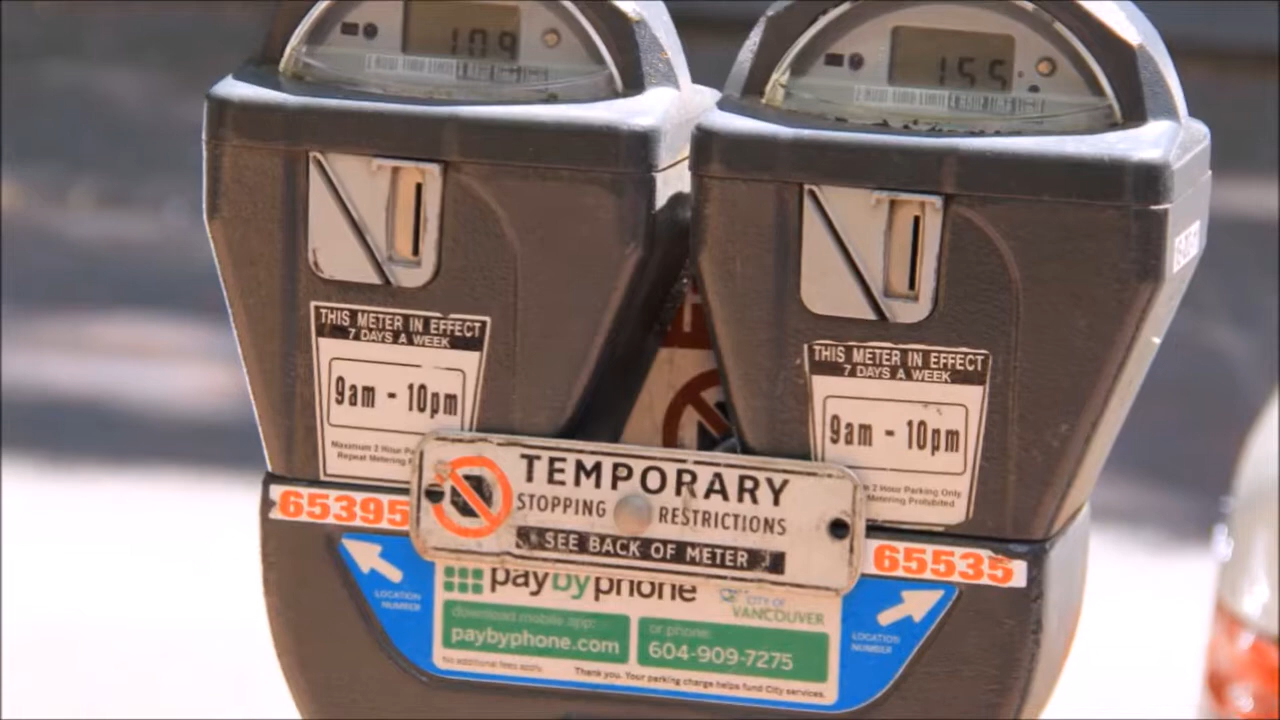 109
155
THIS METER IN EFFECT
7 DAYS A WEEK
9am - 10pm
Maximum 2 Hour
Repeat Metering
THIS METER IN EFFECT
7 DAYS A WEEK
9am - 10pm
2 Hour Parking Only
Metering Prohibited
TEMPORARY
STOPPING RESTRICTIONS
SEE BACK OF METER
65395
65535
LOCATION
NUMBER
paybyphone
CITY OF
VANCOUVER
download mobile app:
paybyphone.com
or phone:
604-909-7275
No additional fees apply.
Thank you. Your parking charge helps fund City services.
LOCATION
NUMBER